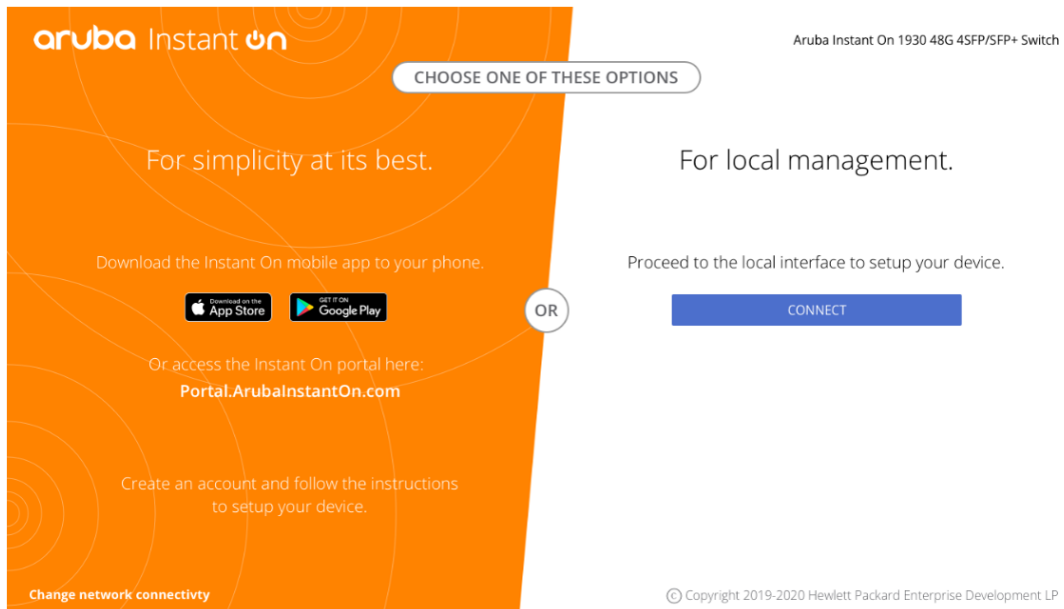 aruba Instant on
Aruba Instant On 1930 48G 4SFP/SFP+ Switch
CHOOSE ONE OF THESE OPTIONS
For simplicity at its best.
Download the Instant On mobile app to your phone.
Download on the
App Store
GET IT ON
Google Play
Or access the Instant On portal here:
Portal.ArubaInstantOn.com
Create an account and follow the instructions
to setup your device.
Change network connectivty
OR
For local management.
Proceed to the local interface to setup your device.
CONNECT
© Copyright 2019-2020 Hewlett Packard Enterprise Development LP